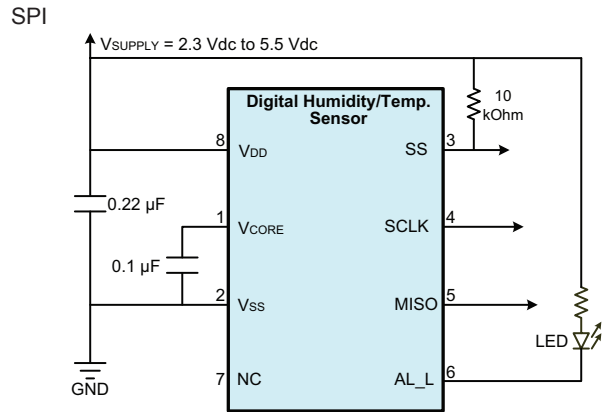 SPI
VSUPPLY = 2.3 Vdc to 5.5 Vdc
Digital Humidity/Temp.
Sensor
10
kOhm
8
VDD
SS
3
0.22 µF
1
VCORE
SCLK
4
0.1 µF
2
VSS
MISO
5
LED
7
NC
AL_L
6
GND